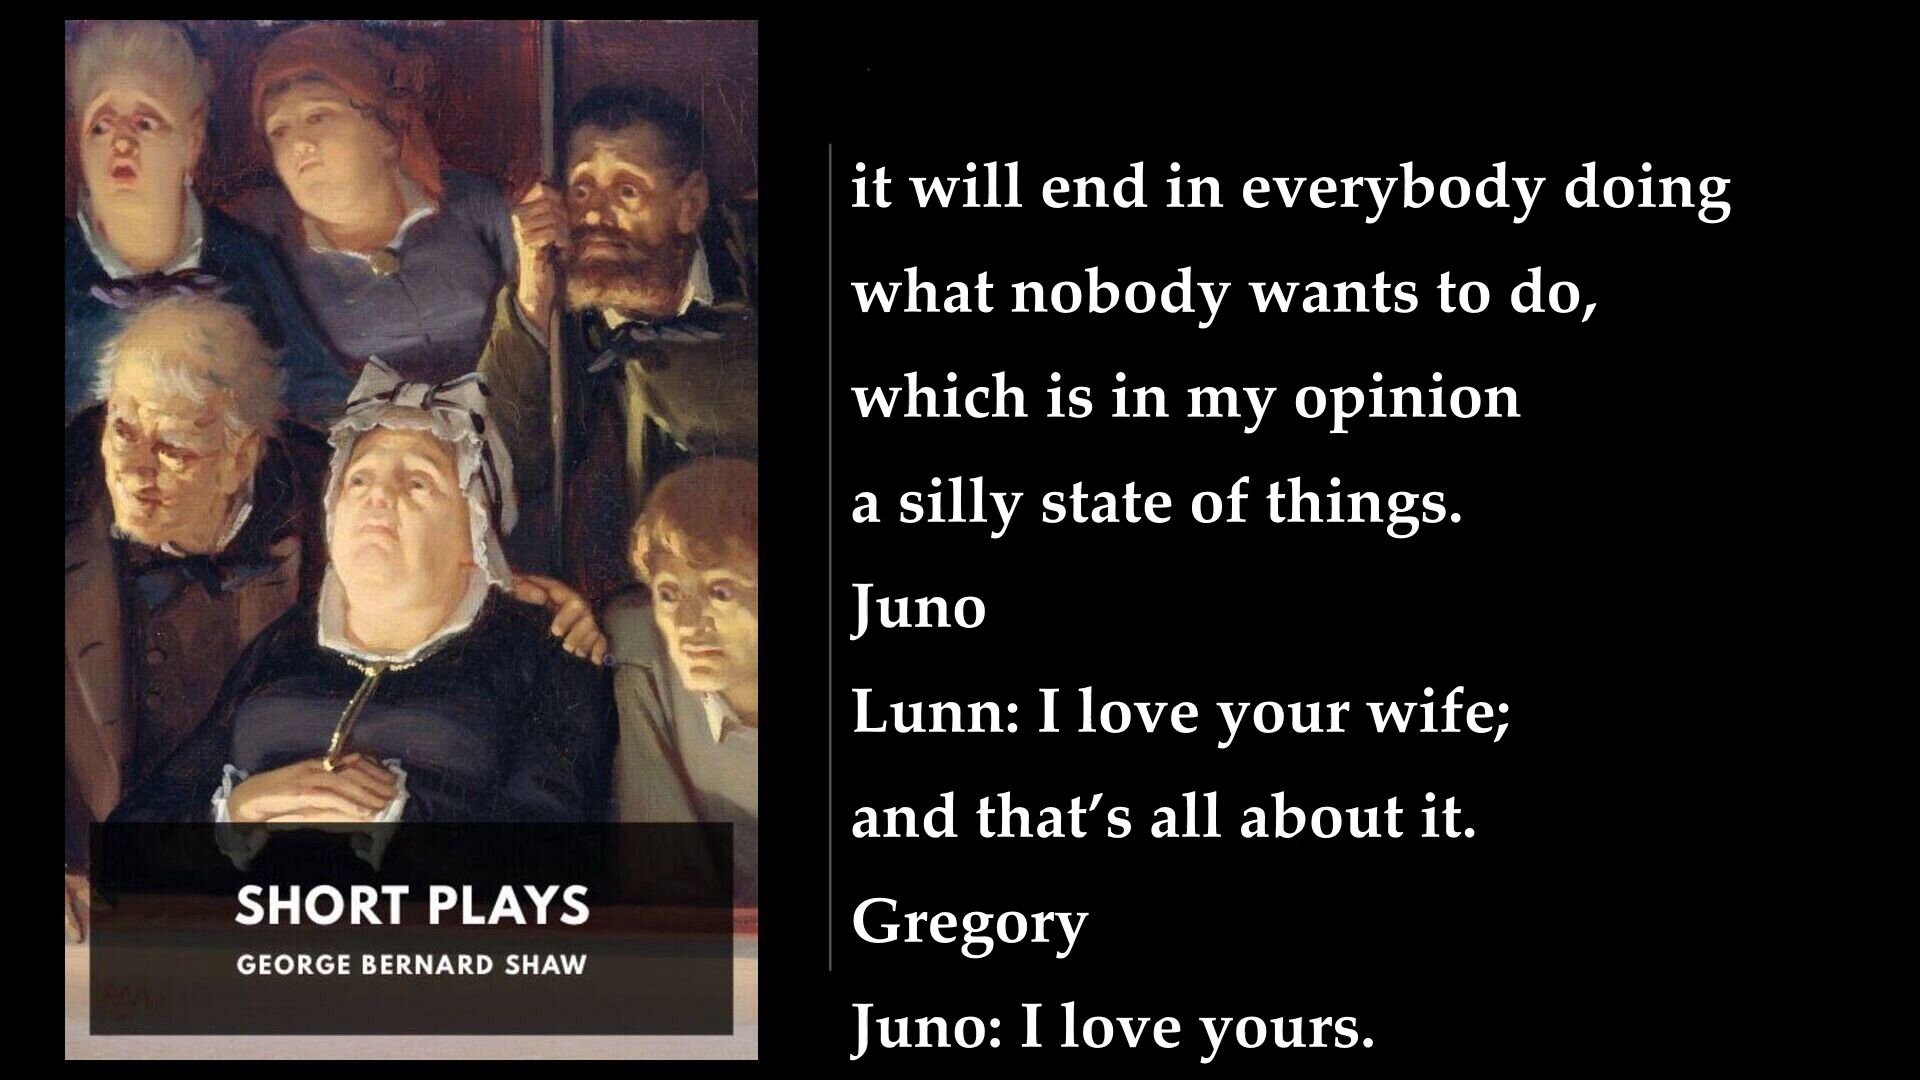 it will end in everybody doing
what nobody wants to do,
which is in my opinion
a silly state of things.
Juno
Lunn: I love your wife;
and that’s all about it.
Gregory
Juno: I love yours.
SHORT PLAYS
GEORGE BERNARD SHAW